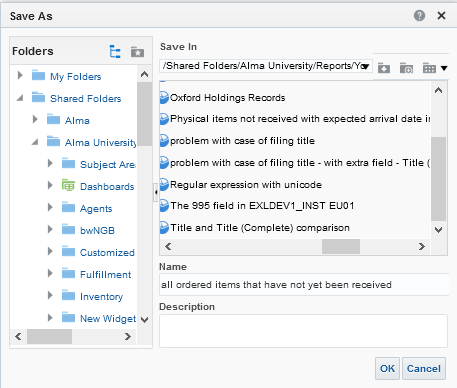 Save As
Folders
My Folders
Shared Folders
Alma
Alma University
Subject Area
Dashboards
Agents
bwNGB
Customized
Fulfillment
Inventory
New Widget
Save In
/Shared Folders/Alma University/Reports/Yo
Oxford Holdings Records
Physical items not received with expected arrival date in
problem with case of filing title
problem with case of filing title - with extra field - Title (
Regular expression with unicode
The 995 field in EXLDEV1_INST EU01
Title and Title (Complete) comparison
Name
all ordered items that have not yet been received
Description
OK
Cancel